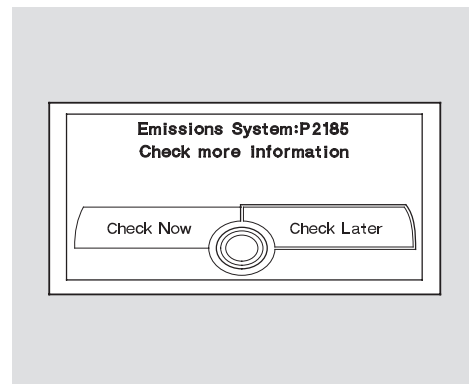 Emissions System:P2185
Check more Information
Check Now
Check Later